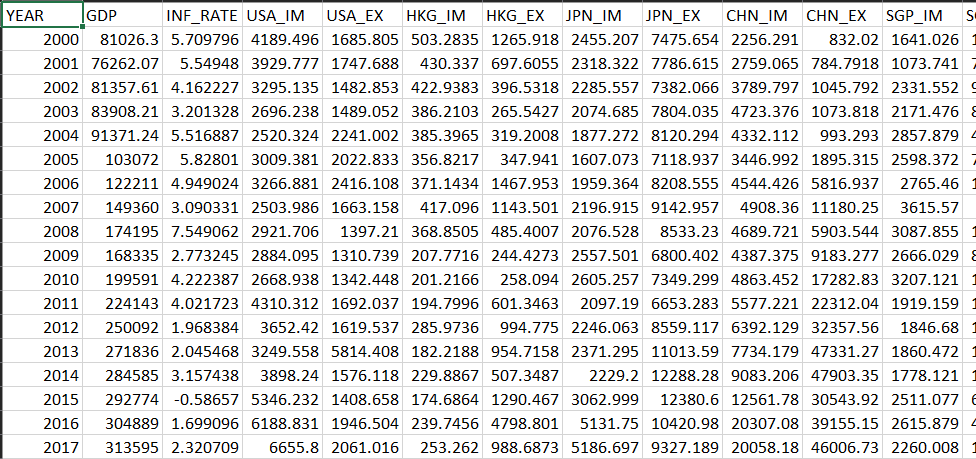 YEAR GDP INF_RATE USA_IM USA_EX HKG_IM HKG_EX JPN_IM JPN_EX CHN_IM CHN_EX SGP_IM
2000 81026.3 5.709796 4189.496 1685.805 503.2835 1265.918 2455.207 7475.654 2256.291 832.02 1641.026
2001 76262.07 5.54948 3929.777 1747.688 430.337 697.6055 2318.322 7786.615 2759.065 784.7918 1073.741
2002 81357.61 4.162227 3295.135 1482.853 422.9383 396.5318 2285.557 7382.066 3789.797 1045.792 2331.552
2003 83908.21 3.201328 2696.238 1489.052 386.2103 265.5427 2074.685 7804.035 4723.376 1073.818 2171.476
2004 91371.24 5.516887 2520.324 2241.002 385.3965 319.2008 1877.272 8120.294 4332.112 993.293 2857.879
2005 103072 5.82801 3009.381 2022.833 356.8217 347.941 1607.073 7118.937 3446.992 1895.315 2598.372
2006 122211 4.949024 3266.881 2416.108 371.1434 1467.953 1959.364 8208.555 4544.426 5816.937 2765.46
2007 149360 3.090331 2503.986 1663.158 417.096 1143.501 2196.915 9142.957 4908.36 11180.25 3615.57
2008 174195 7.549062 2921.706 1397.21 368.8505 485.4007 2076.528 8533.23 4689.721 5903.544 3087.855
2009 168335 2.773245 2884.095 1310.739 207.7716 244.4273 2557.501 6800.402 4387.375 9183.277 2666.029
2010 199591 4.222387 2668.938 1342.448 201.2166 258.094 2605.257 7349.299 4863.452 17282.83 3207.121
2011 224143 4.021723 4310.312 1692.037 194.7996 601.3463 2097.19 6653.283 5577.221 22312.04 1919.159
2012 250092 1.968384 3652.42 1619.537 285.9736 994.775 2246.063 8559.117 6392.129 32357.56 1846.68
2013 271836 2.045468 3249.558 5814.408 182.2188 954.7158 2371.295 11013.59 7734.179 47331.27 1860.472
2014 284585 3.157438 3898.24 1576.118 229.8867 507.3487 2229.2 12288.28 9083.206 47903.35 1778.121
2015 292774 -0.58657 5346.232 1408.658 174.6864 1290.467 3062.999 12380.6 12561.78 30543.92 2511.077
2016 304889 1.699096 6188.831 1946.504 239.7456 4798.801 5131.75 10420.98 20307.08 39155.15 2615.879
2017 313595 2.320709 6655.8 2061.016 253.262 988.6873 5186.697 9327.189 20058.18 46006.73 2260.008